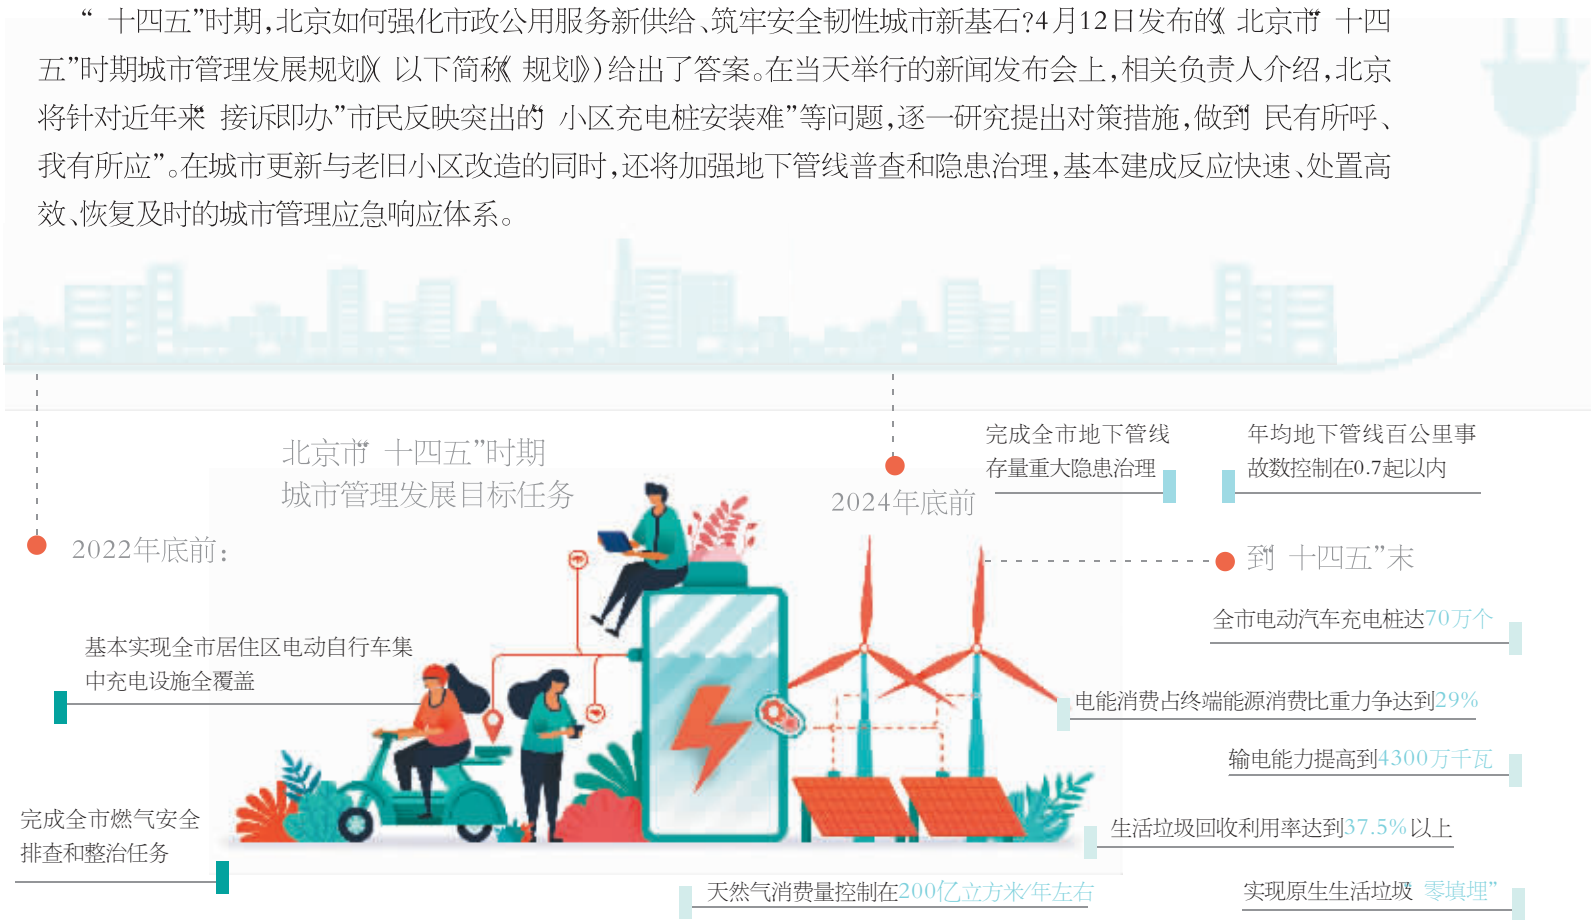 “十四五”时期,北京如何强化市政公用服务新供给、筑牢安全韧性城市新基石?4月12日发布的《北京市“十四
五”时期城市管理发展规划》(以下简称《规划》)给出了答案。在当天举行的新闻发布会上,相关负责人介绍,北京
将针对近年来“接诉即办”市民反映突出的“小区充电桩安装难”等问题,逐一研究提出对策措施,做到“民有所呼、
我有所应”。在城市更新与老旧小区改造的同时,还将加强地下管线普查和隐患治理,基本建成反应快速、处置高
效、恢复及时的城市管理应急响应体系。
北京市“十四五”时期
城市管理发展目标任务
2022年底前:
基本实现全市居住区电动自行车集
中充电设施全覆盖
完成全市燃气安全
排查和整治任务
2024年底前
完成全市地下管线
存量重大隐患治理
年均地下管线百公里事
故数控制在0.7起以内
到“十四五”末
全市电动汽车充电桩达70万个
电能消费占终端能源消费比重力争达到29%
输电能力提高到4300万千瓦
生活垃圾回收利用率达到37.5%以上
天然气消费量控制在200亿立方米/年左右
实现原生生活垃圾“零填埋”